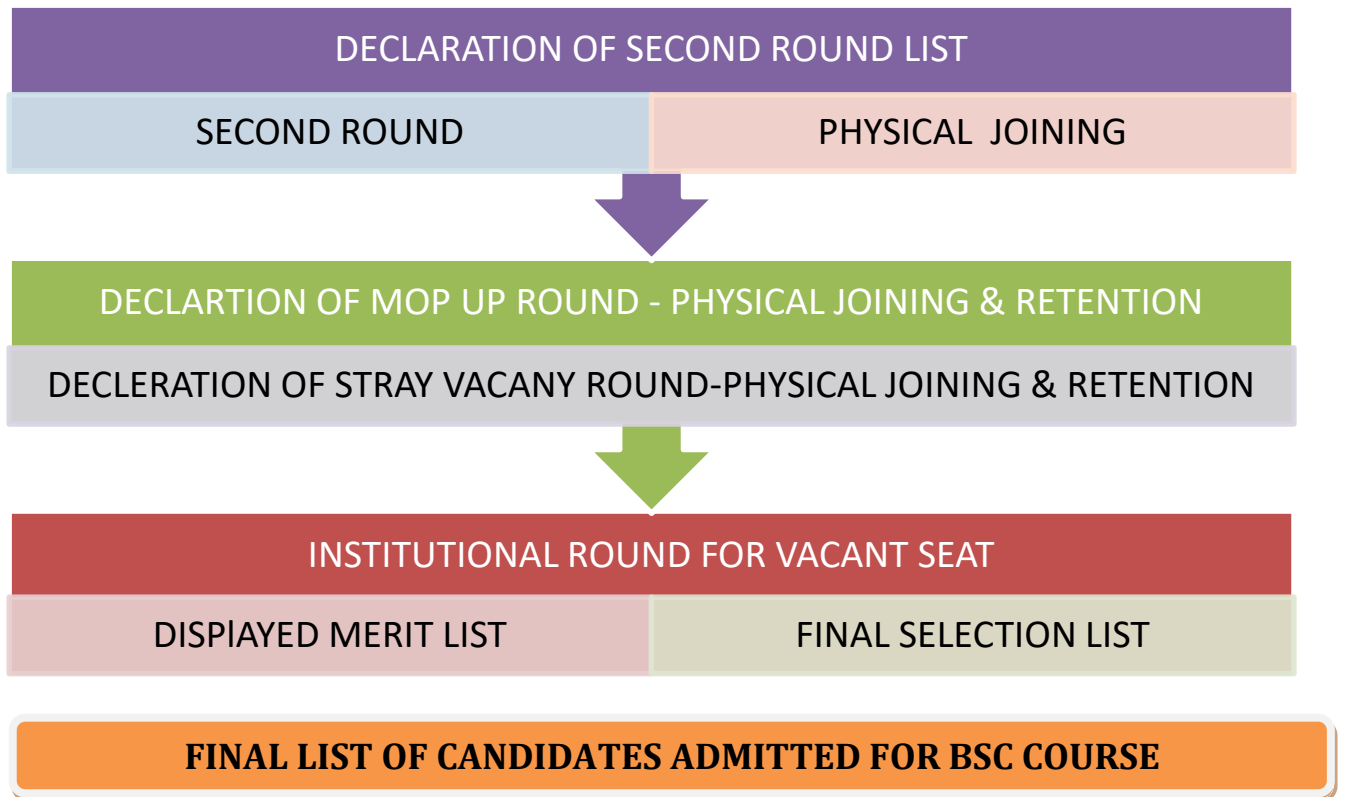 DECLARATION OF SECOND ROUND LIST
SECOND ROUND
PHYSICAL JOINING
DECLARTION OF MOP UP ROUND - PHYSICAL JOINING & RETENTION
DECLERATION OF STRAY VACANY ROUND-PHYSICAL JOINING & RETENTION
INSTITUTIONAL ROUND FOR VACANT SEAT
DISPlAYED MERIT LIST
FINAL SELECTION LIST
FINAL LIST OF CANDIDATES ADMITTED FOR BSC COURSE